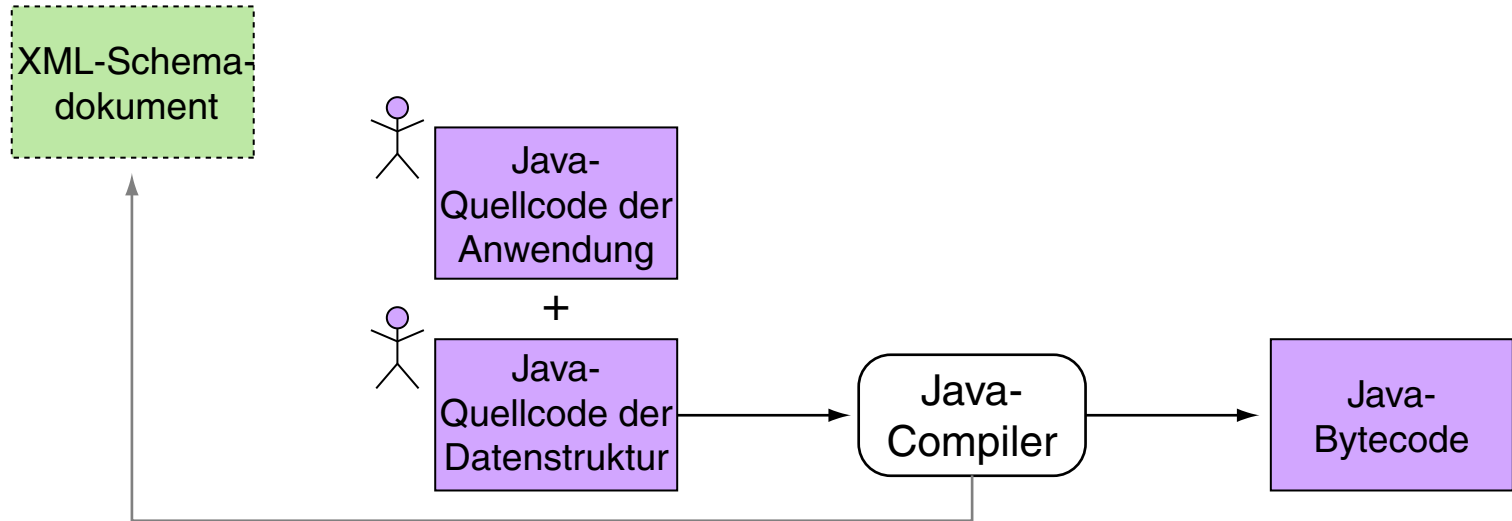 XML-Schema-
dokument
Java-
Quellcode der
Anwendung
+
Java-
Quellcode der
Datenstruktur
Java-
Compiler
Java-
Bytecode